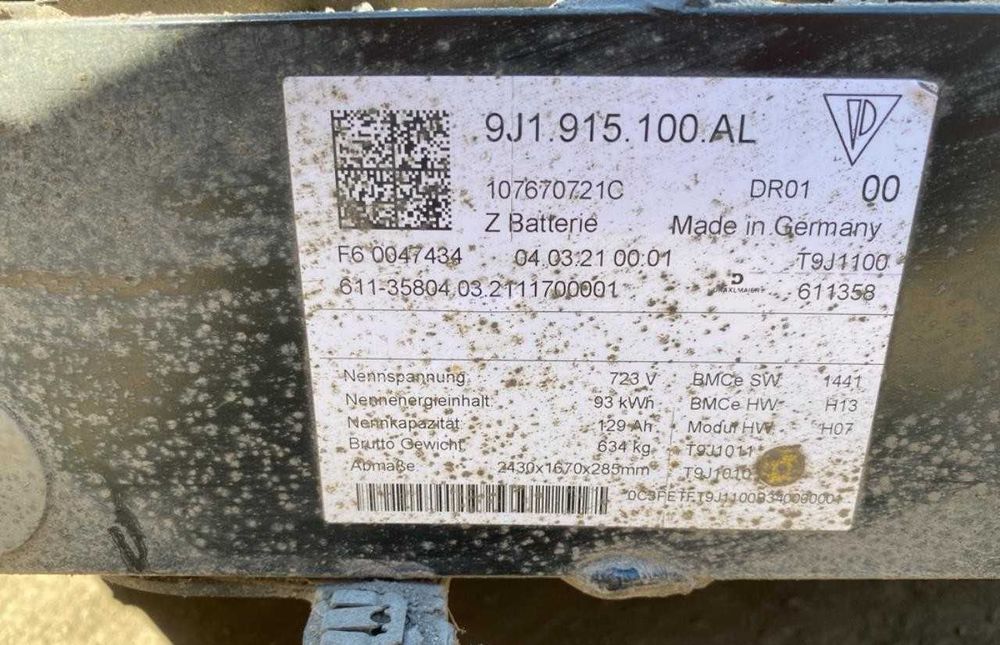 9J1.915.100.AL
107670721C DR01 00
Z Batterie Made in Germany
F6 0047434 04.03.21 00.01 T9J1100
611-35804.03.2111700001 DRÄXLMAIER 611358
Nennspannung 723 V BMCe SW 1441
Nennenergieinhalt 93 kWh BMCe HW H13
Nennkapazität 129 Ah Modul HW H07
Brutto Gewicht 634 kg T9J1011
Abmaße 2430x1670x285mm T9J1010